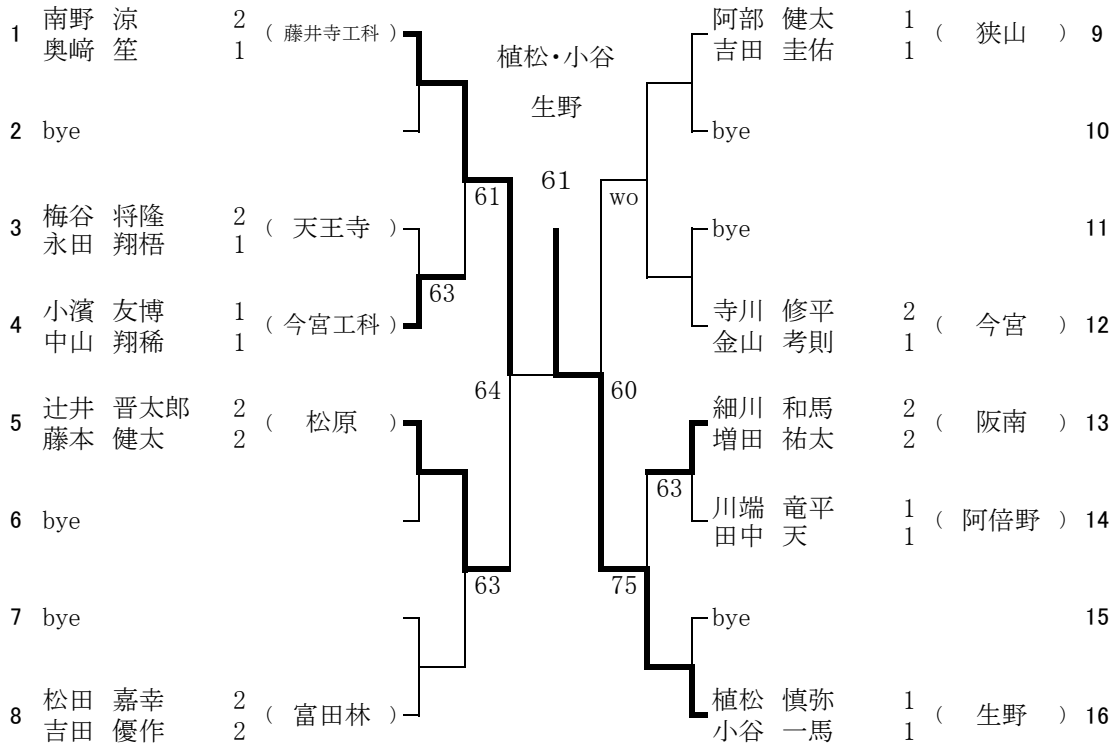 1 南野 涼 2 ( 藤井寺工科 )
奥﨑 笙 1
2 bye
3 梅谷 将隆 2 ( 天王寺 )
永田 翔梧 1
4 小濱 友博 1 ( 今宮工科 )
中山 翔稀 1
5 辻井 晋太郎 2 ( 松原 )
藤本 健太 2
6 bye
7 bye
8 松田 嘉幸 2 ( 富田林 )
吉田 優作 2
61
63
64
63
植松・小谷
生野
61
wo
60
63
75
阿部 健太 1 ( 狭山 ) 9
吉田 圭佑 1
bye 10
bye 11
寺川 修平 2 ( 今宮 ) 12
金山 考則 1
細川 和馬 2 ( 阪南 ) 13
増田 祐太 2
川端 竜平 1 ( 阿倍野 ) 14
田中 天 1
bye 15
植松 慎弥 1 ( 生野 ) 16
小谷 一馬 1